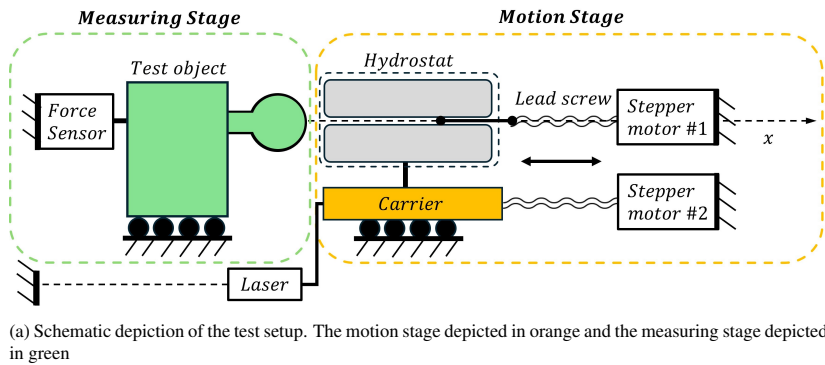 Measuring Stage
Motion Stage
Test object
Hydrostat
Force
Sensor
Lead screw
Stepper
motor #1
x
Carrier
Stepper
motor #2
Laser
(a) Schematic depiction of the test setup. The motion stage depicted in orange and the measuring stage depicted
in green